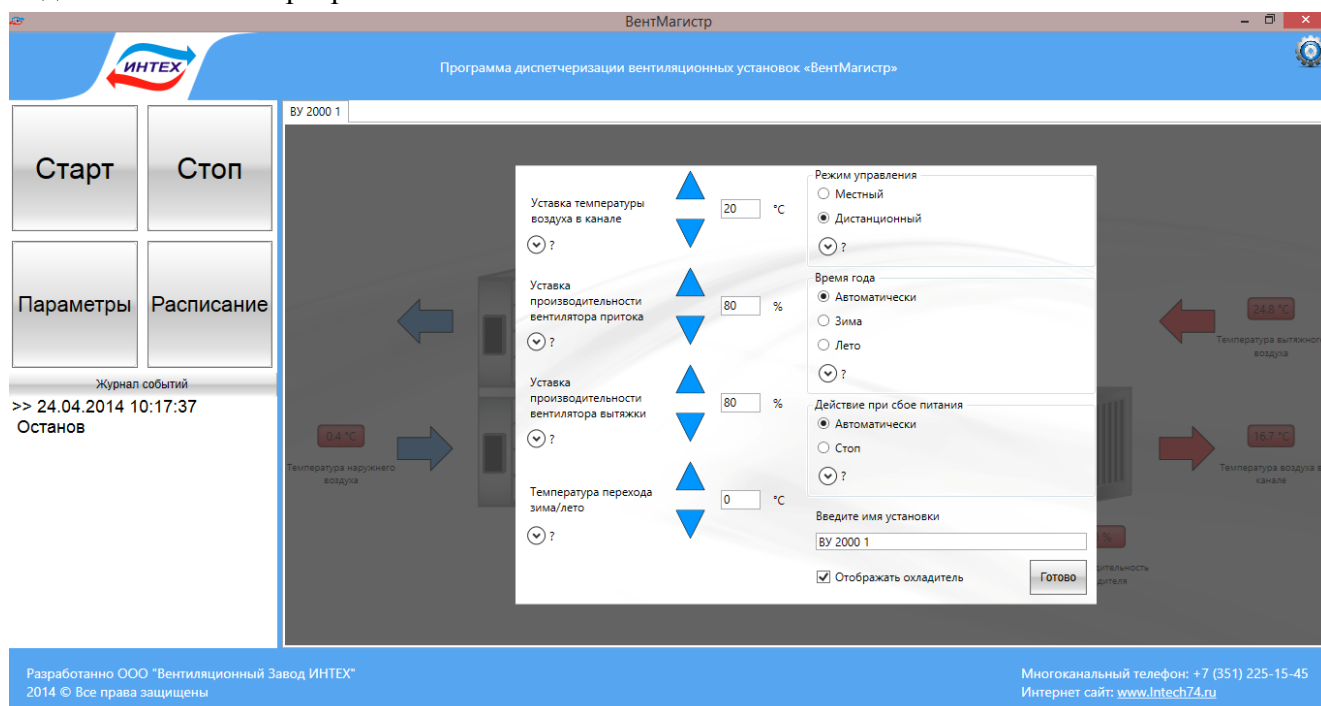 ВентМагистр
ИНТЕХ
Программа диспетчеризации вентиляционных установок «ВентМагистр»
ВУ 2000 1
Старт
Стоп
Параметры
Расписание
Журнал событий
>> 24.04.2014 10:17:37
Останов
Уставка температуры
воздуха в канале
20 °C
?
Уставка
производительности
вентилятора притока
80 %
?
Уставка
производительности
вентилятора вытяжки
80 %
?
Температура перехода
зима/лето
0 °C
?
Режим управления
Местный
Дистанционный
?
Время года
Автоматически
Зима
Лето
?
Действие при сбое питания
Автоматически
Стоп
?
Введите имя установки
ВУ 2000 1
Отображать охладитель
Готово
0.4 °C
Температура наружнего
воздуха
24.8 °C
Температура вытяжног
воздуха
16.7 °C
Температура воздуха в
канале
%
Разработанно ООО "Вентиляционный Завод ИНТЕХ"
2014 © Все права защищены
Многоканальный телефон: +7 (351) 225-15-45
Интернет сайт: www.Intech74.ru